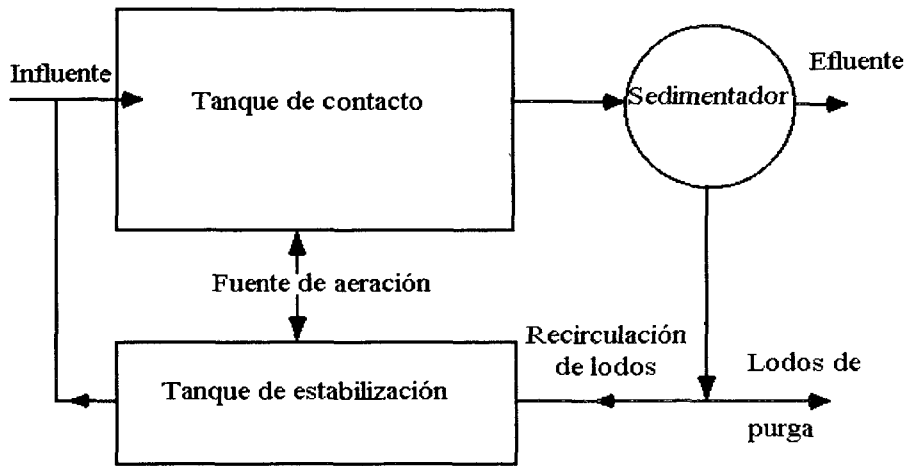 Influente
Tanque de contacto
Sedimentador
Efluente
Fuente de aeración
Recirculación
de lodos
Lodos de
purga
Tanque de estabilización